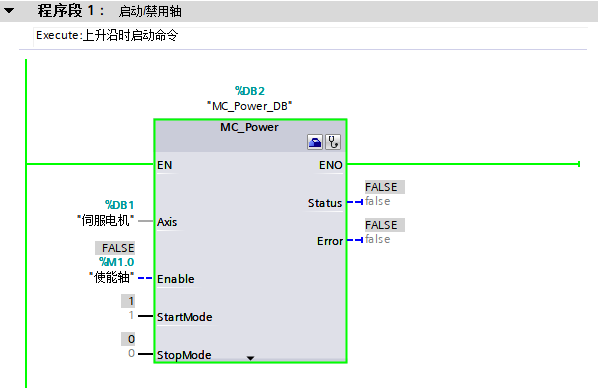 程序段 1： 启动/禁用轴
Execute:上升沿时启动命令
%DB2
"MC_Power_DB"
MC_Power
EN
ENO
FALSE
Status
false
%DB1
"伺服电机"
Axis
FALSE
Error
false
FALSE
%M1.0
"使能轴"
Enable
1
1
StartMode
0
0
StopMode